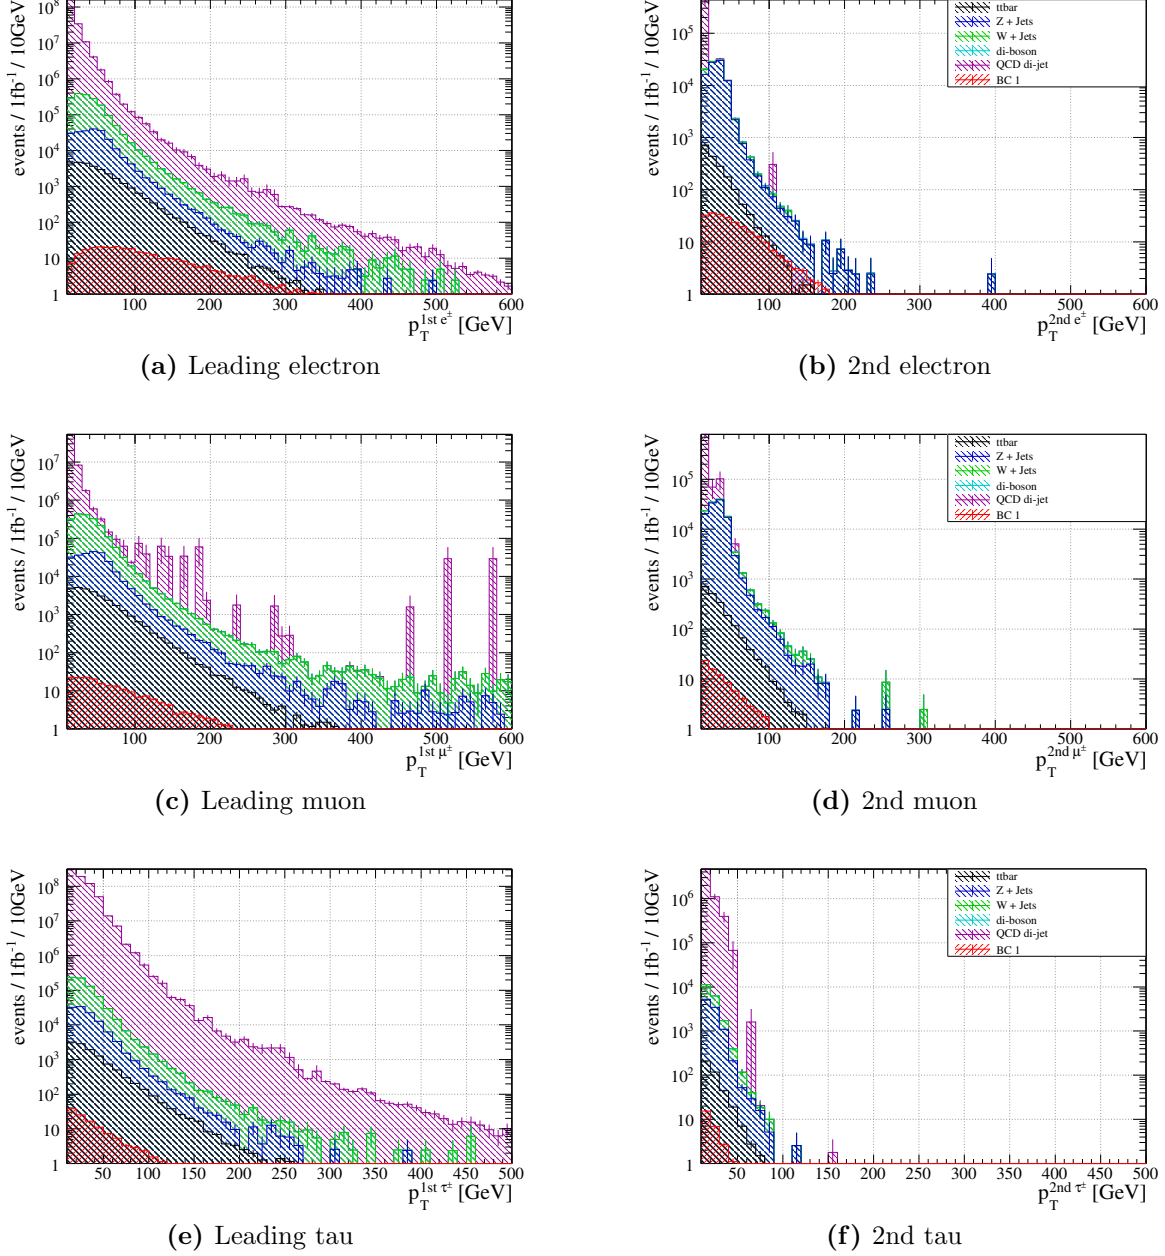 events / 1fb⁻¹ / 10GeV
10⁸
10⁷
10⁶
10⁵
10⁴
10³
10²
10
1
100 200 300 400 500 600
p_T^{1st e±} [GeV]
(a) Leading electron
events / 1fb⁻¹ / 10GeV
10⁵
10⁴
10³
10²
10
1
ttbar
Z + Jets
W + Jets
di-boson
QCD di-jet
BC 1
100 200 300 400 500 600
p_T^{2nd e±} [GeV]
(b) 2nd electron
events / 1fb⁻¹ / 10GeV
10⁷
10⁶
10⁵
10⁴
10³
10²
10
1
100 200 300 400 500 600
p_T^{1st μ±} [GeV]
(c) Leading muon
events / 1fb⁻¹ / 10GeV
10⁵
10⁴
10³
10²
10
1
ttbar
Z + Jets
W + Jets
di-boson
QCD di-jet
BC 1
100 200 300 400 500 600
p_T^{2nd μ±} [GeV]
(d) 2nd muon
events / 1fb⁻¹ / 10GeV
10⁸
10⁷
10⁶
10⁵
10⁴
10³
10²
10
1
50 100 150 200 250 300 350 400 450 500
p_T^{1st τ±} [GeV]
(e) Leading tau
events / 1fb⁻¹ / 10GeV
10⁶
10⁵
10⁴
10³
10²
10
1
ttbar
Z + Jets
W + Jets
di-boson
QCD di-jet
BC 1
50 100 150 200 250 300 350 400 450 500
p_T^{2nd τ±} [GeV]
(f) 2nd tau